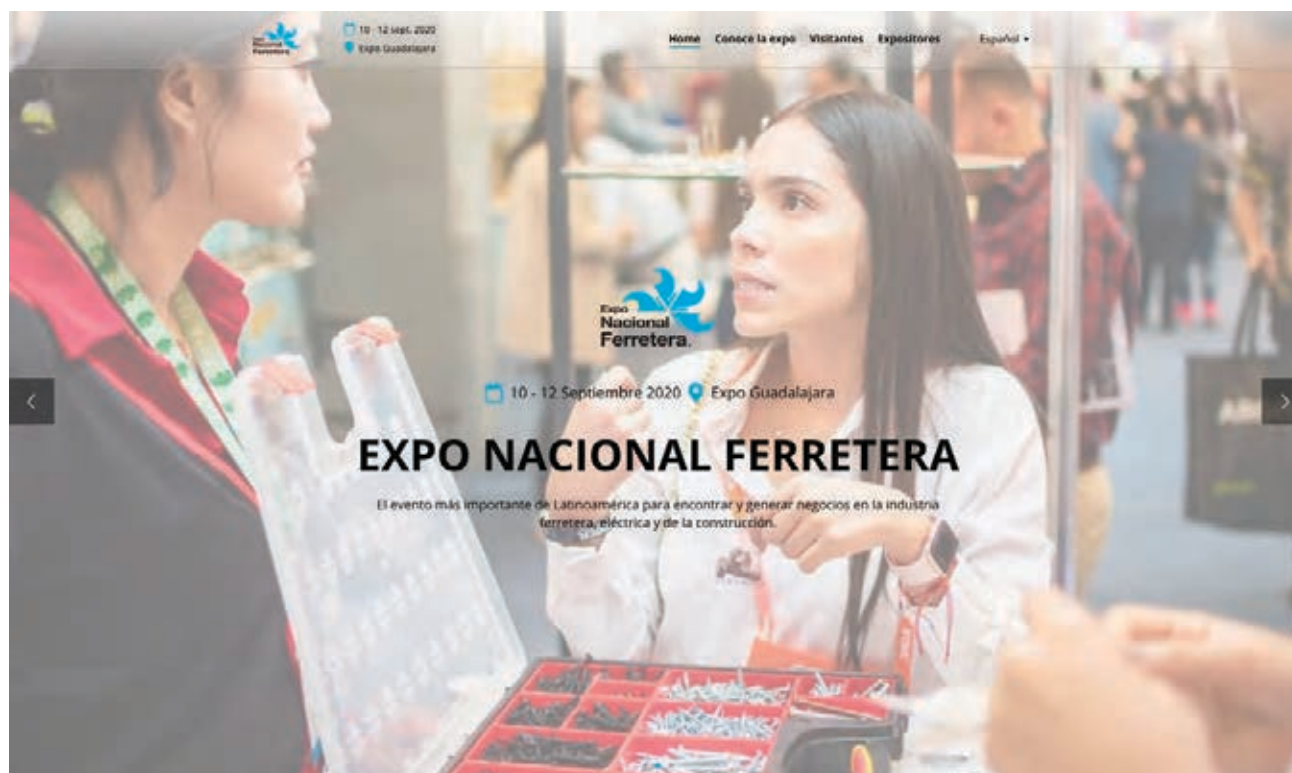 Expo
Nacional
Ferretera
10 - 12 sept. 2020
Expo Guadalajara
Home Conoce la expo Visitantes Expositores Español
Expo
Nacional
Ferretera.
10 - 12 Septiembre 2020 Expo Guadalajara
EXPO NACIONAL FERRETERA
El evento más importante de Latinoamérica para encontrar y generar negocios en la industria
ferretera, eléctrica y de la construcción.